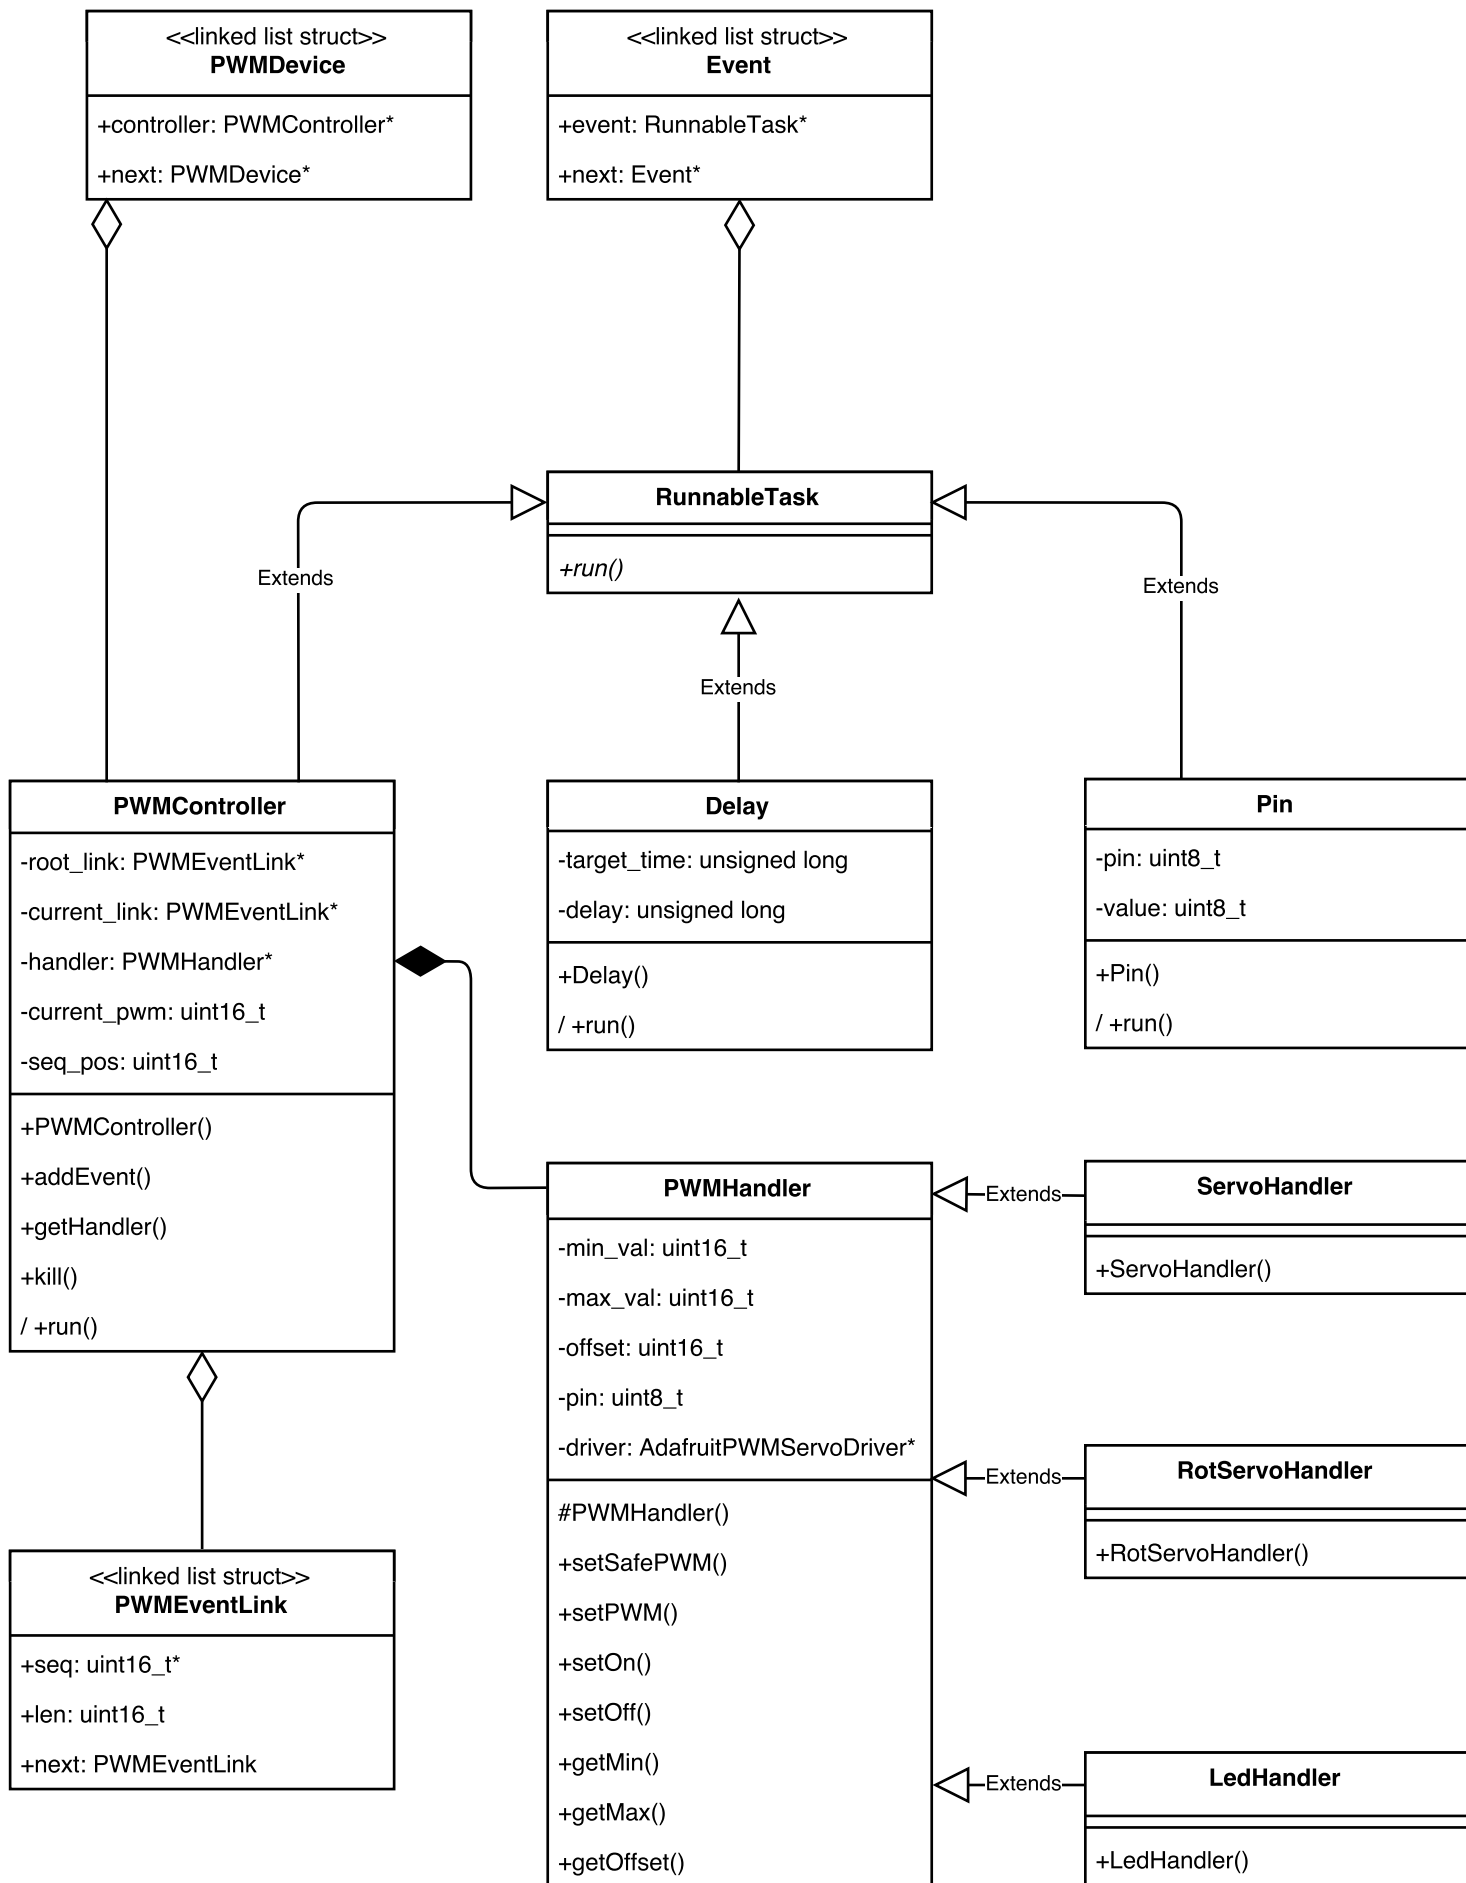 <<linked list struct>>
PWMDevice
+controller: PWMController*
+next: PWMDevice*
<<linked list struct>>
Event
+event: RunnableTask*
+next: Event*
RunnableTask
+run()
Extends
Extends
Extends
PWMController
-root_link: PWMEventLink*
-current_link: PWMEventLink*
-handler: PWMHandler*
-current_pwm: uint16_t
-seq_pos: uint16_t
+PWMController()
+addEvent()
+getHandler()
+kill()
/ +run()
Delay
-target_time: unsigned long
-delay: unsigned long
+Delay()
/ +run()
Pin
-pin: uint8_t
-value: uint8_t
+Pin()
/ +run()
PWMHandler
-min_val: uint16_t
-max_val: uint16_t
-offset: uint16_t
-pin: uint8_t
-driver: AdafruitPWMServoDriver*
#PWMHandler()
+setSafePWM()
+setPWM()
+setOn()
+setOff()
+getMin()
+getMax()
+getOffset()
Extends
ServoHandler
+ServoHandler()
Extends
RotServoHandler
+RotServoHandler()
Extends
LedHandler
+LedHandler()
<<linked list struct>>
PWMEventLink
+seq: uint16_t*
+len: uint16_t
+next: PWMEventLink